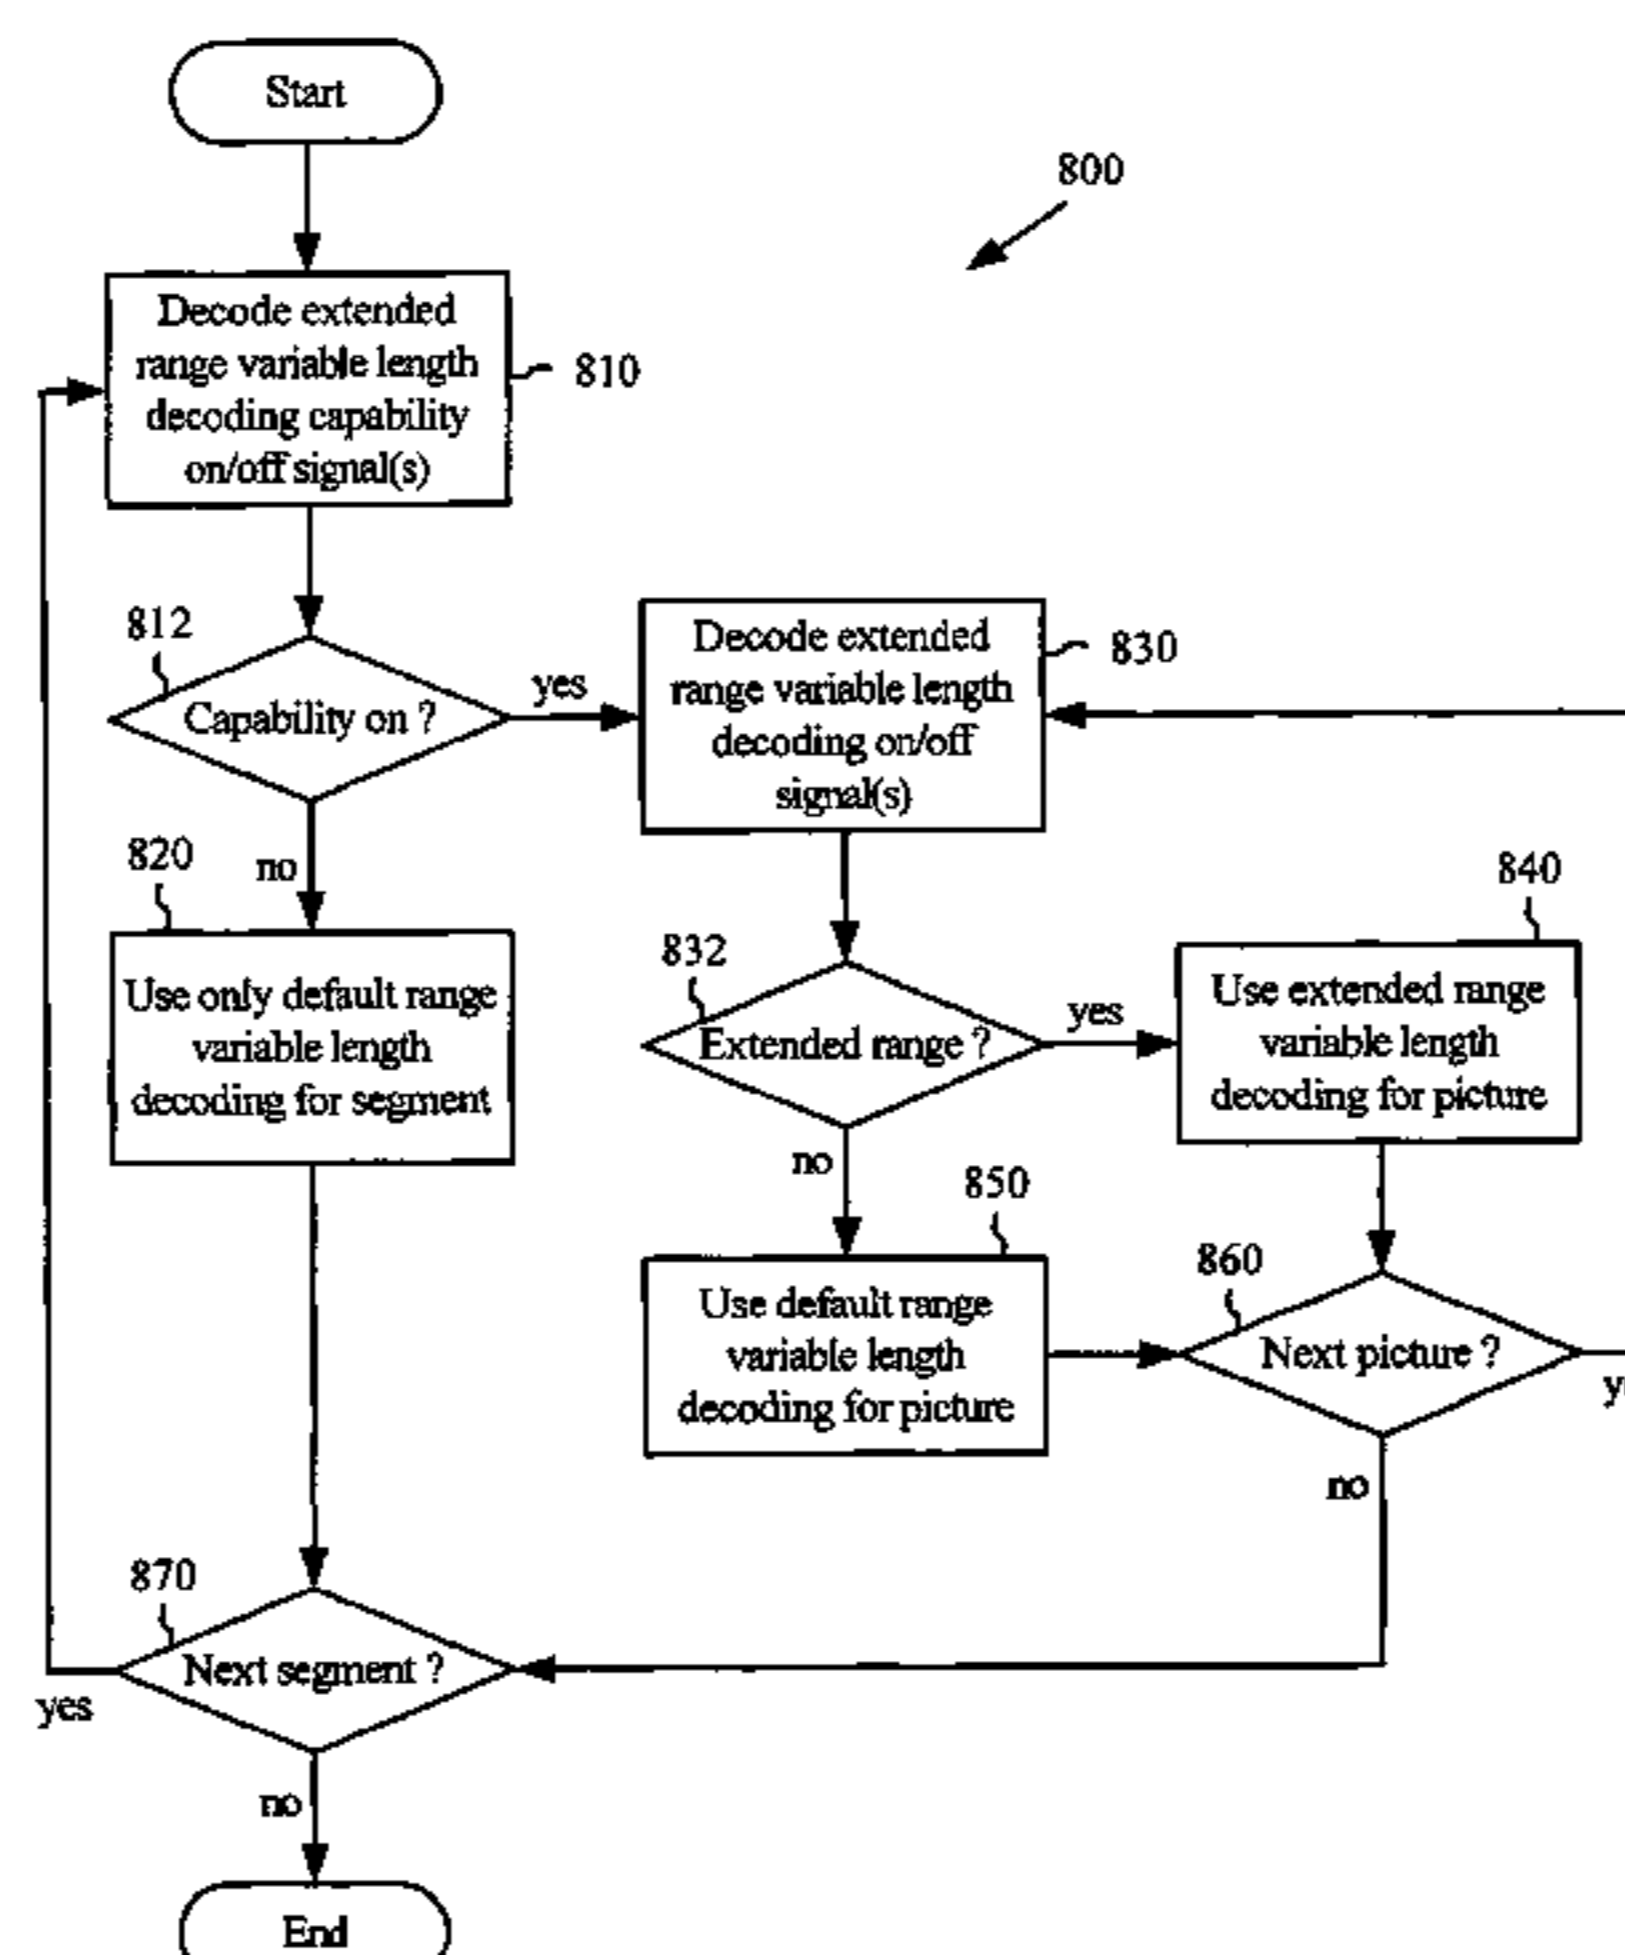 Start
800
Decode extended
range variable length
decoding capability
on/off signal(s)
810
812
Capability on ?
yes
no
Decode extended
range variable length
decoding on/off
signal(s)
830
820
Use only default range
variable length
decoding for segment
832
Extended range ?
yes
no
840
Use extended range
variable length
decoding for picture
850
Use default range
variable length
decoding for picture
860
Next picture ?
no
870
Next segment ?
yes
no
End